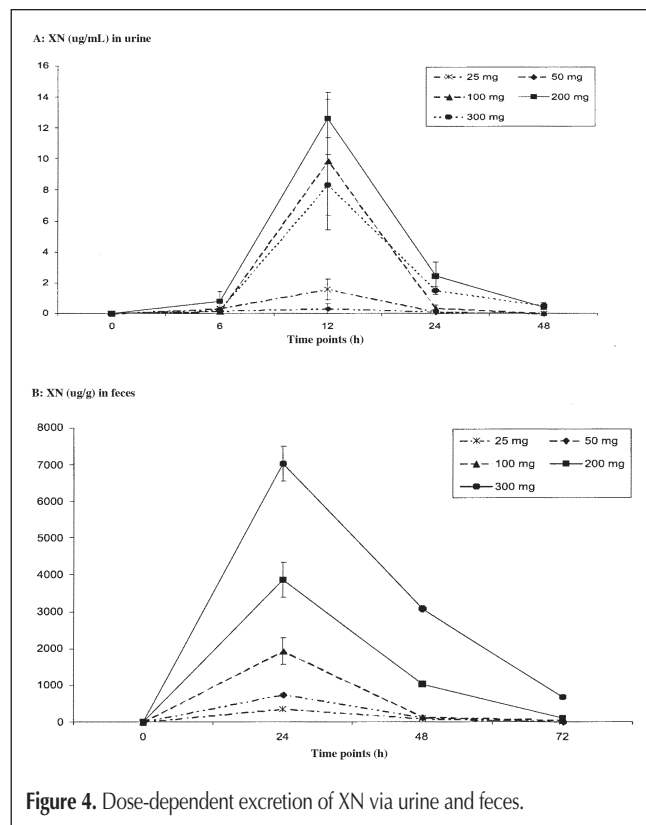 A: XN (ug/mL) in urine
16
14
12
10
8
6
4
2
0
0 6 12 24 48
Time points (h)
25 mg 50 mg
100 mg 200 mg
300 mg
B: XN (ug/g) in feces
8000
7000
6000
5000
4000
3000
2000
1000
0
0 24 48 72
Time points (h)
25 mg 50 mg
100 mg 200 mg
300 mg
Figure 4. Dose-dependent excretion of XN via urine and feces.